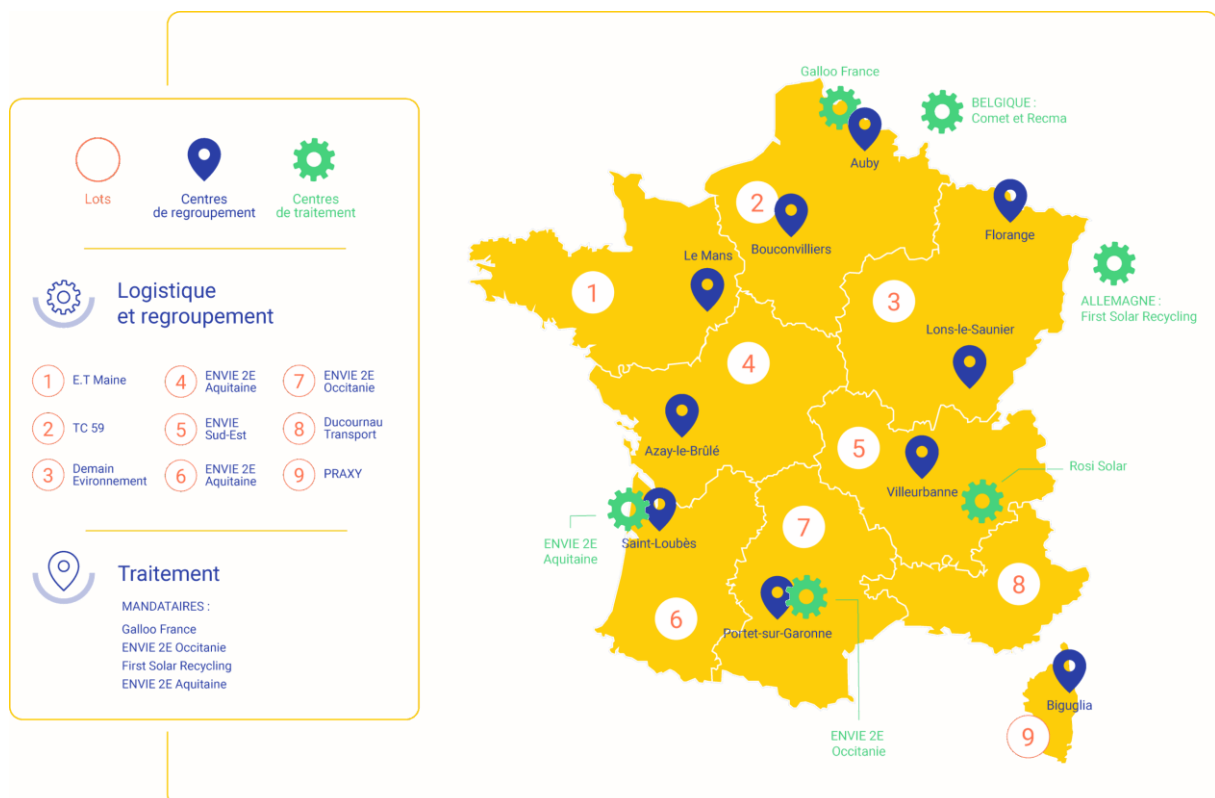 Lots
Centres
de regroupement
Centres
de traitement
Logistique
et regroupement
1 E.T Maine
4 ENVIE 2E
Aquitaine
7 ENVIE 2E
Occitanie
2 TC 59
5 ENVIE
Sud-Est
8 Ducournau
Transport
3 Demain
Evironnement
6 ENVIE 2E
Aquitaine
9 PRAXY
Traitement
MANDATAIRES :
Galloo France
ENVIE 2E Occitanie
First Solar Recycling
ENVIE 2E Aquitaine
Galloo France
BELGIQUE :
Comet et Recma
Auby
2
Bouconvilliers
Florange
Le Mans
1
3
ALLEMAGNE :
First Solar Recycling
Lons-le-Saunier
4
Azay-le-Brûlé
5
Villeurbanne
Rosi Solar
Saint-Loubès
ENVIE 2E
Aquitaine
7
8
6
Portet-sur-Garonne
Biguglia
ENVIE 2E
Occitanie
9